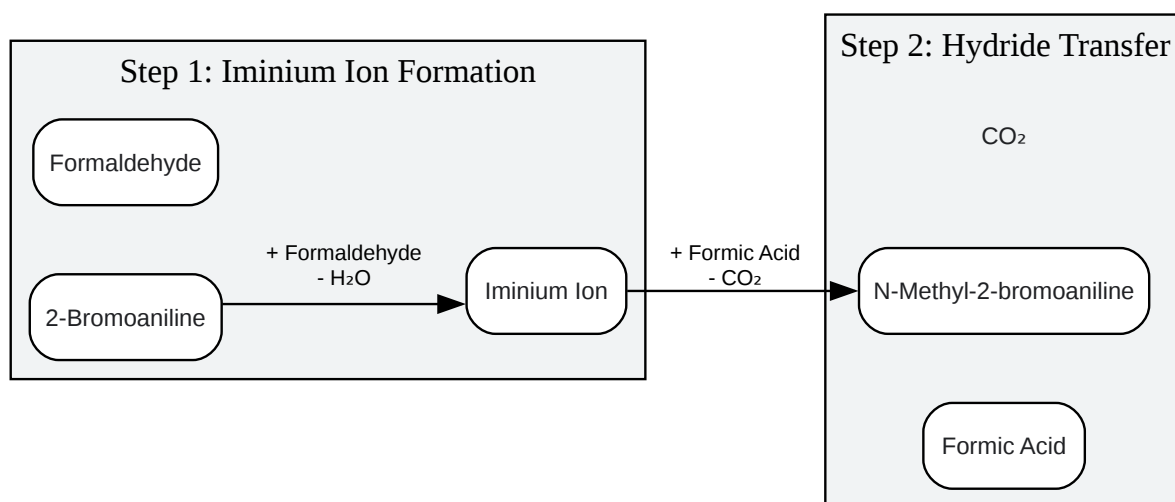 Step 1: Iminium Ion Formation
Formaldehyde
2-Bromoaniline
+ Formaldehyde
- H₂O
Iminium Ion
+ Formic Acid
- CO₂
Step 2: Hydride Transfer
CO₂
N-Methyl-2-bromoaniline
Formic Acid